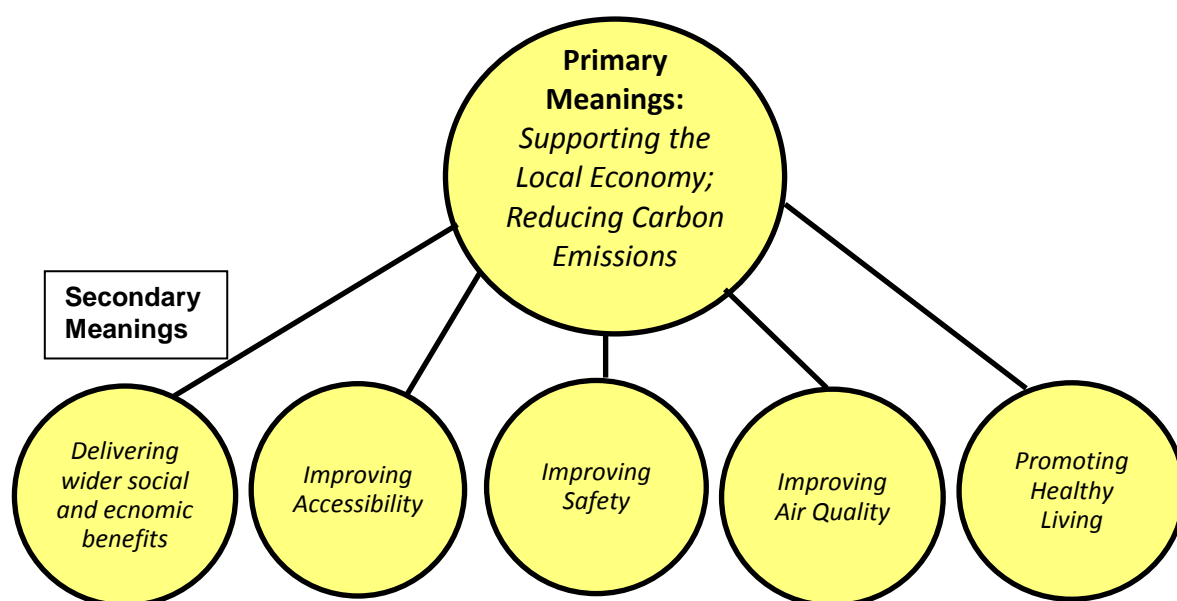 Primary
Meanings:
Supporting the
Local Economy;
Reducing Carbon
Emissions
Secondary
Meanings
Delivering
wider social
and ecnomic
benefits
Improving
Accessibility
Improving
Safety
Improving
Air Quality
Promoting
Healthy
Living